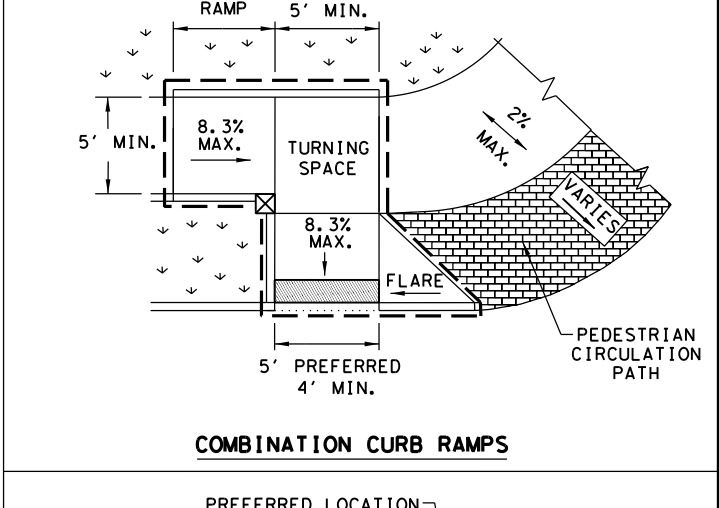 RAMP
5' MIN.
5' MIN.
8.3%
MAX.
TURNING
SPACE
2%
MAX.
VARIES
8.3%
MAX.
FLARE
PEDESTRIAN
CIRCULATION
PATH
5' PREFERRED
4' MIN.
COMBINATION CURB RAMPS
PREFERRED LOCATION